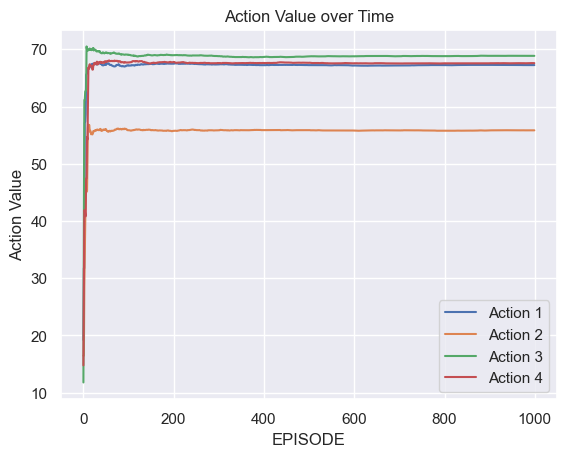 Action Value over Time
Action Value
70
60
50
40
30
20
10
0
200
400
600
800
1000
EPISODE
Action 1
Action 2
Action 3
Action 4